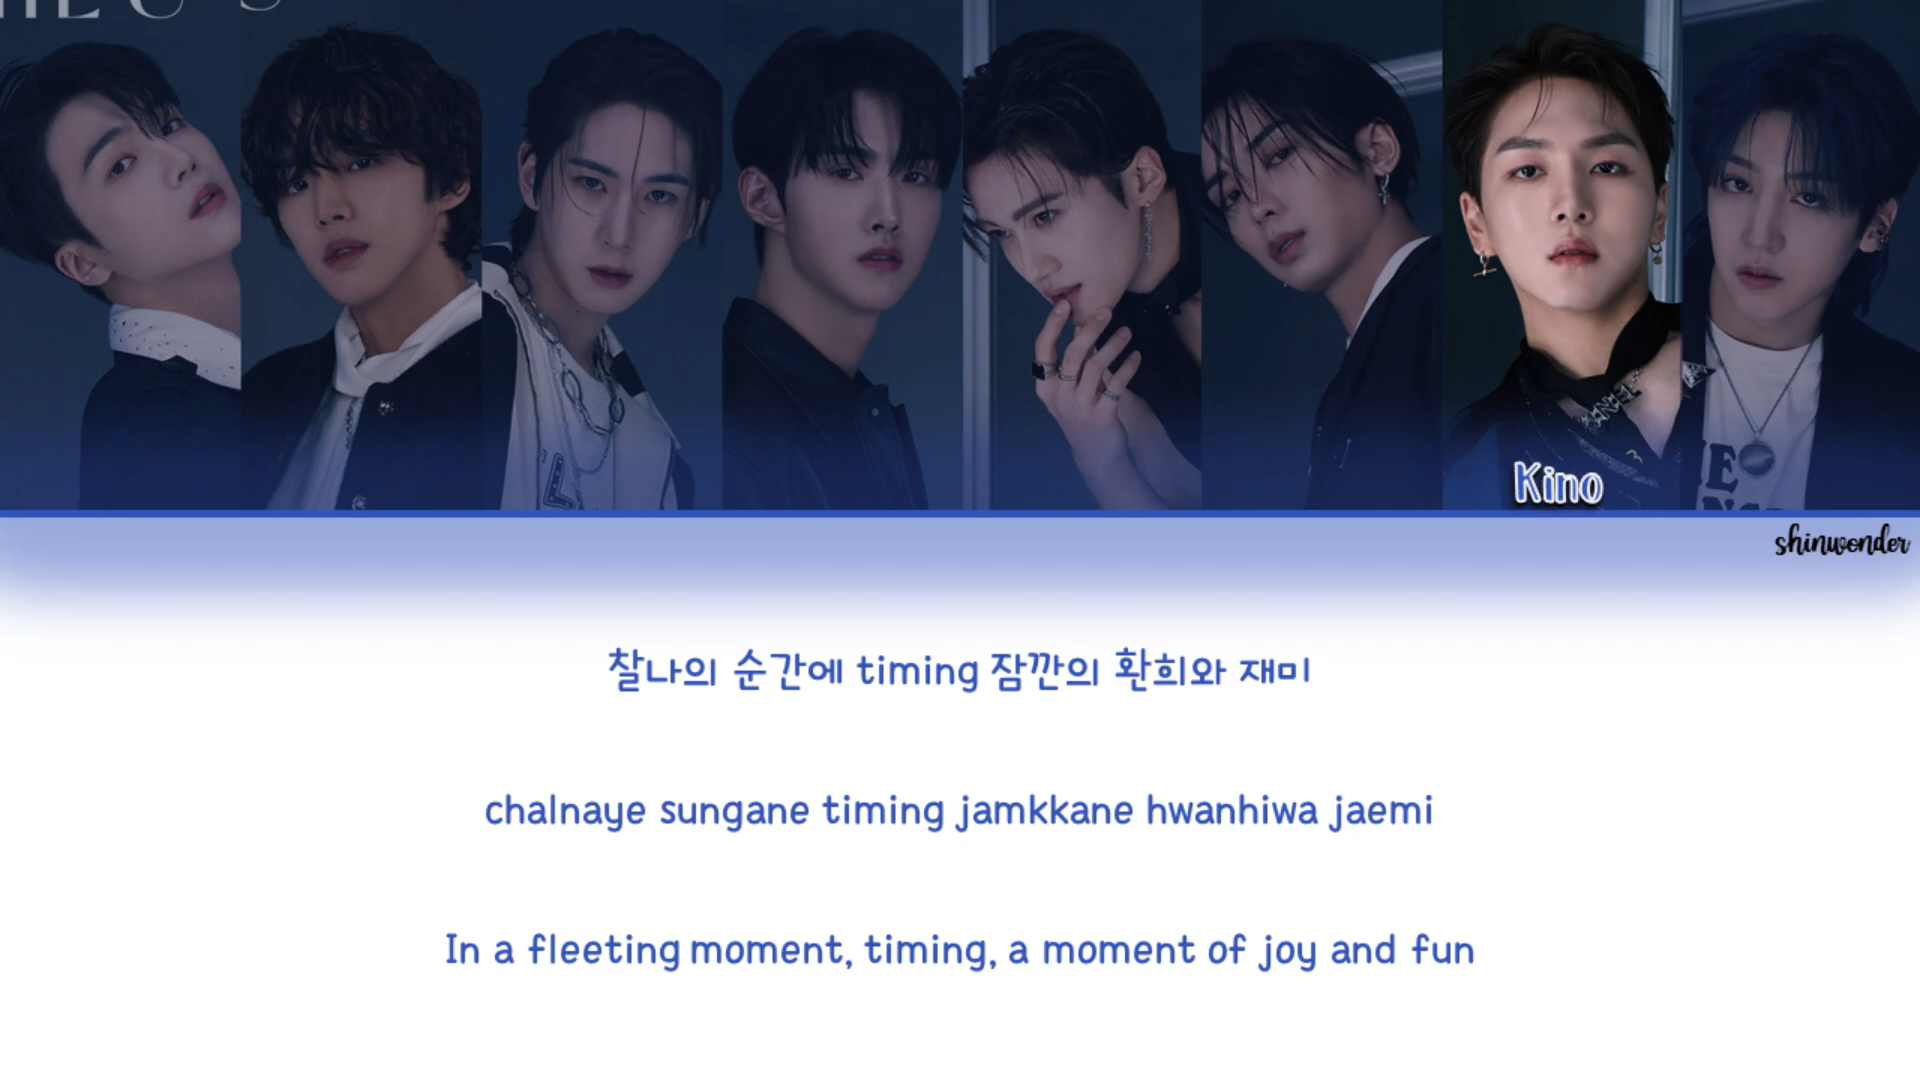 Kino
shinwonder
찰나의 순간에 timing 잠깐의 환희와 재미
chalnaye sungane timing jamkkane hwanhiwa jaemi
In a fleeting moment, timing, a moment of joy and fun